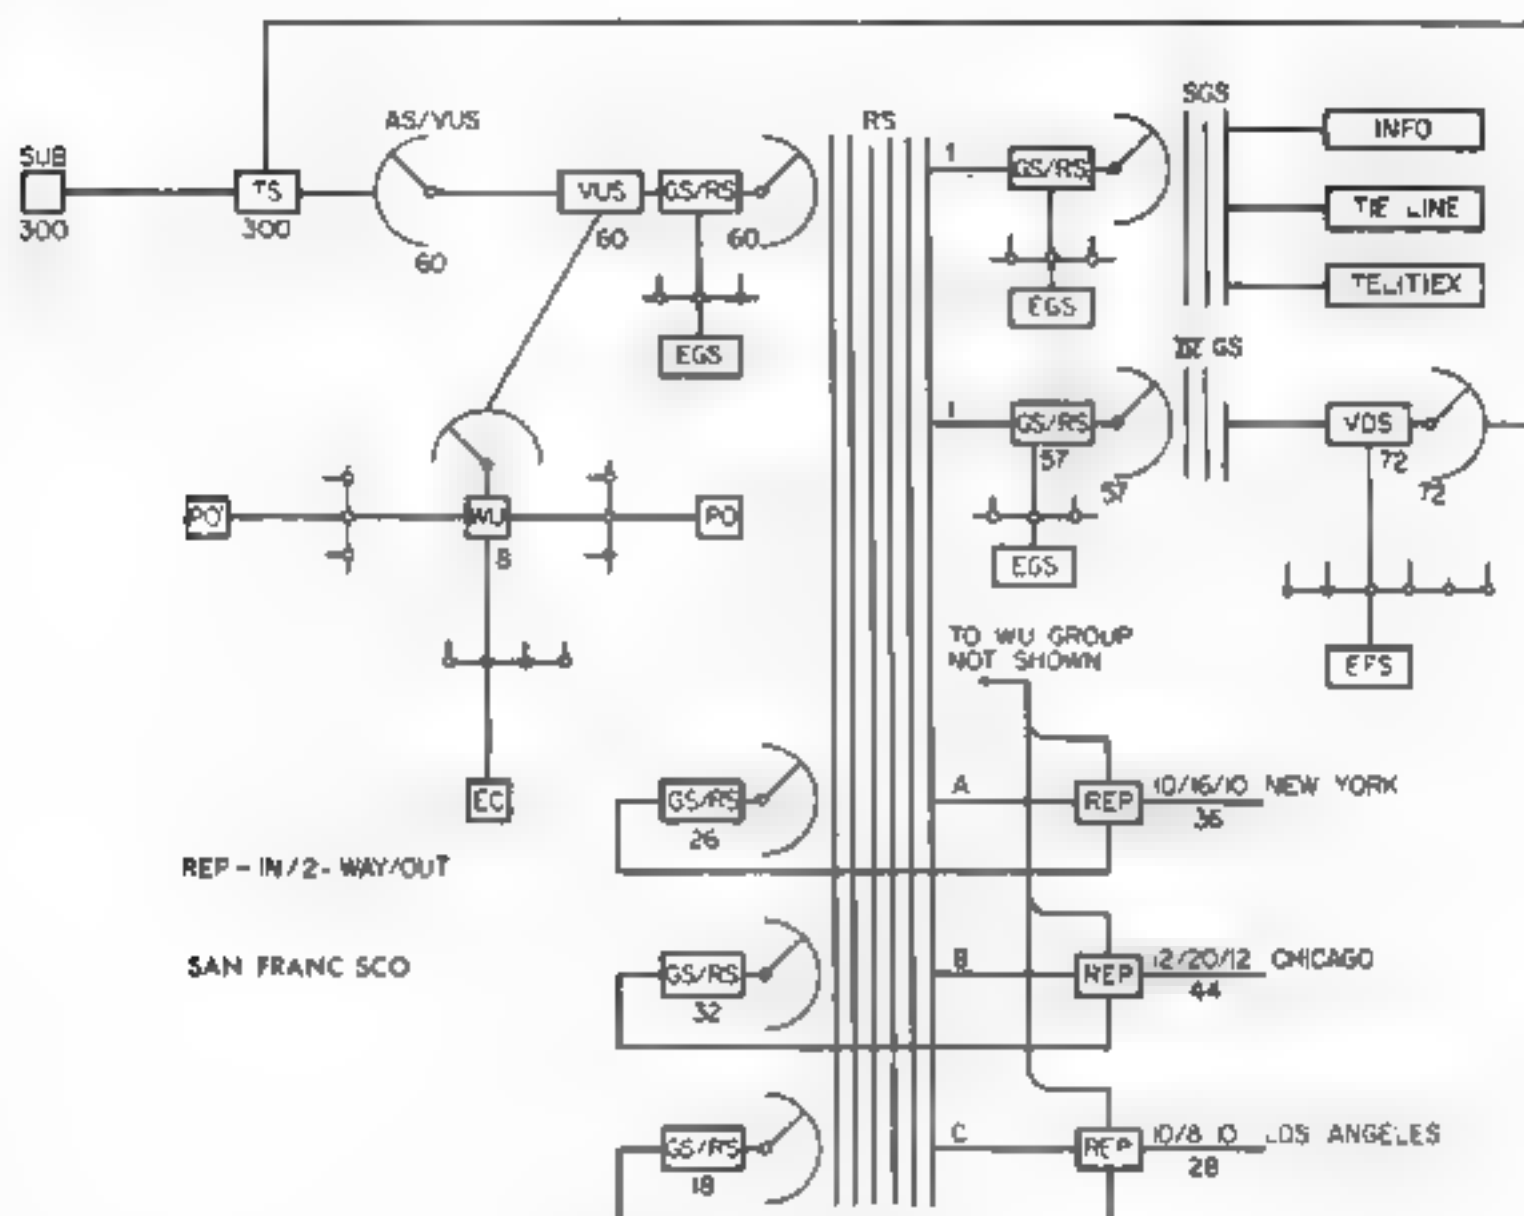 SUB
300
TS
300
AS/VUS
60
VUS
60
GS/RS
60
EGS
RS
1
GS/RS
EGS
SGS
INFO
TIE LINE
I
GS/RS
57
57
EGS
GS
VDS
72
72
PO
WU
8
PO
EC
TO WU GROUP
NOT SHOWN
GS/RS
26
A
REP
10/16/10 NEW YORK
36
REP - IN/2-WAY/OUT
SAN FRANC SCO
GS/RS
32
B
REP
12/20/12 CHICAGO
44
GS/RS
18
C
REP
10/8 10 LOS ANGELES
28